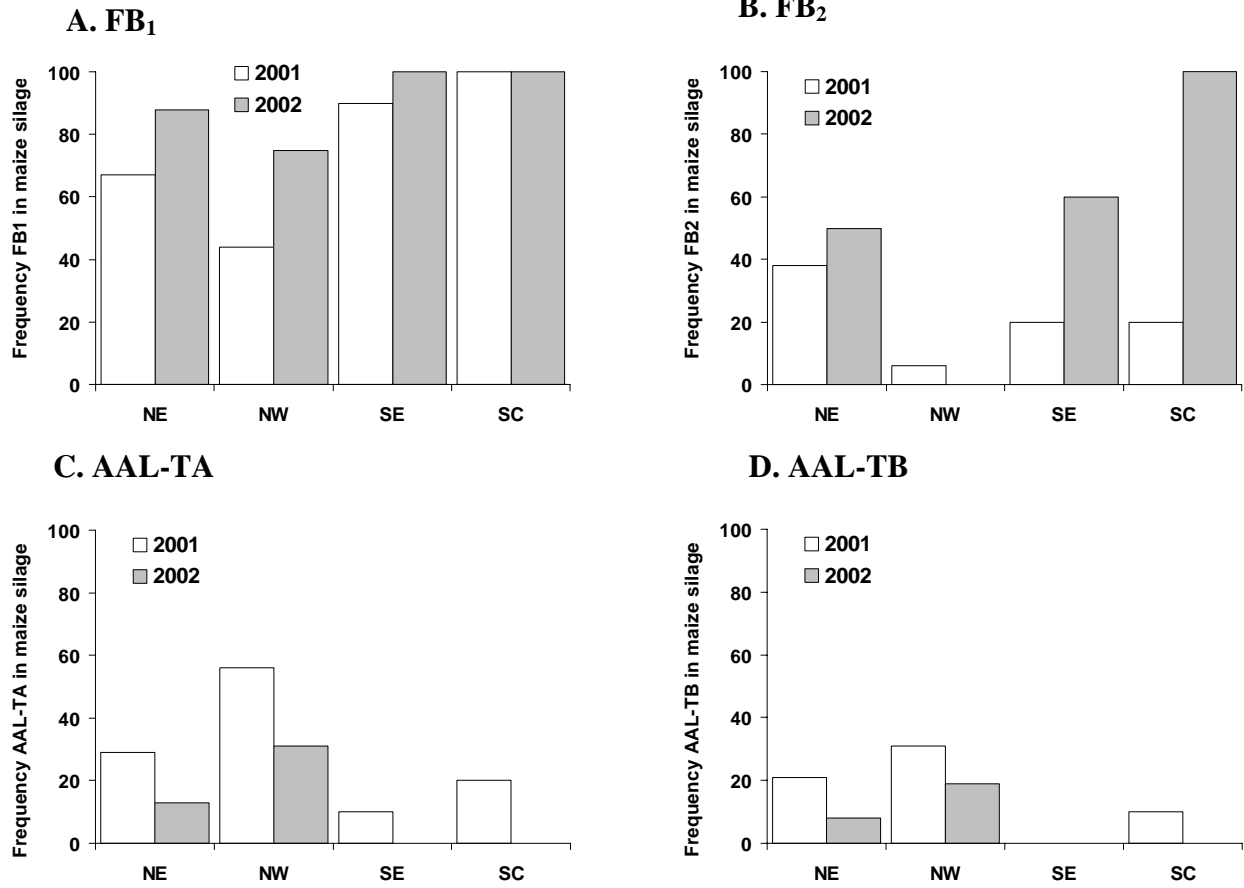 A. FB₁
Frequency FB1 in maize silage
100
80
60
40
20
0
2001
2002
NE NW SE SC
B. FB₂
Frequency FB2 in maize silage
100
80
60
40
20
0
2001
2002
NE NW SE SC
C. AAL-TA
Frequency AAL-TA in maize silage
100
80
60
40
20
0
2001
2002
NE NW SE SC
D. AAL-TB
Frequency AAL-TB in maize silage
100
80
60
40
20
0
2001
2002
NE NW SE SC